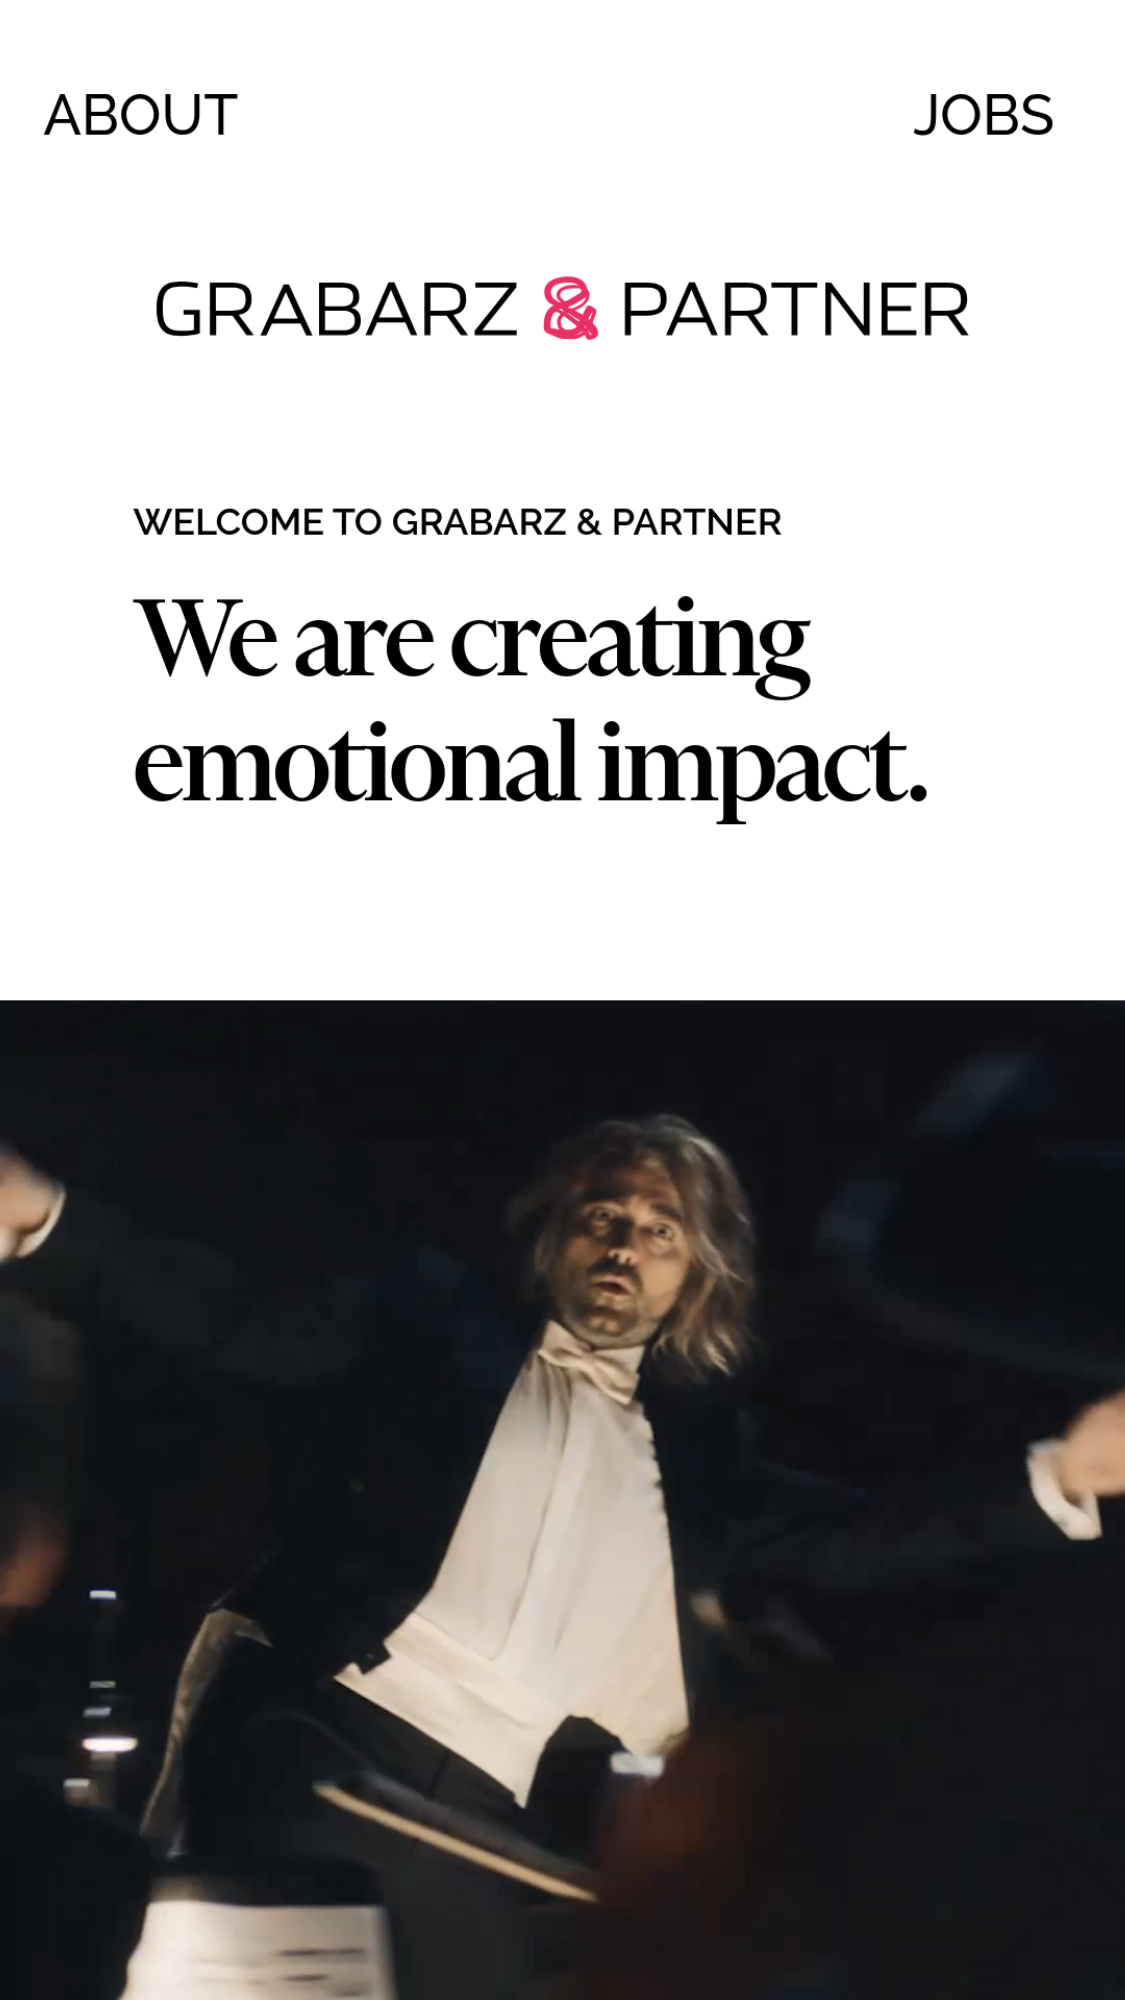 ABOUT
JOBS
GRABARZ & PARTNER
WELCOME TO GRABARZ & PARTNER
We are creating
emotional impact.